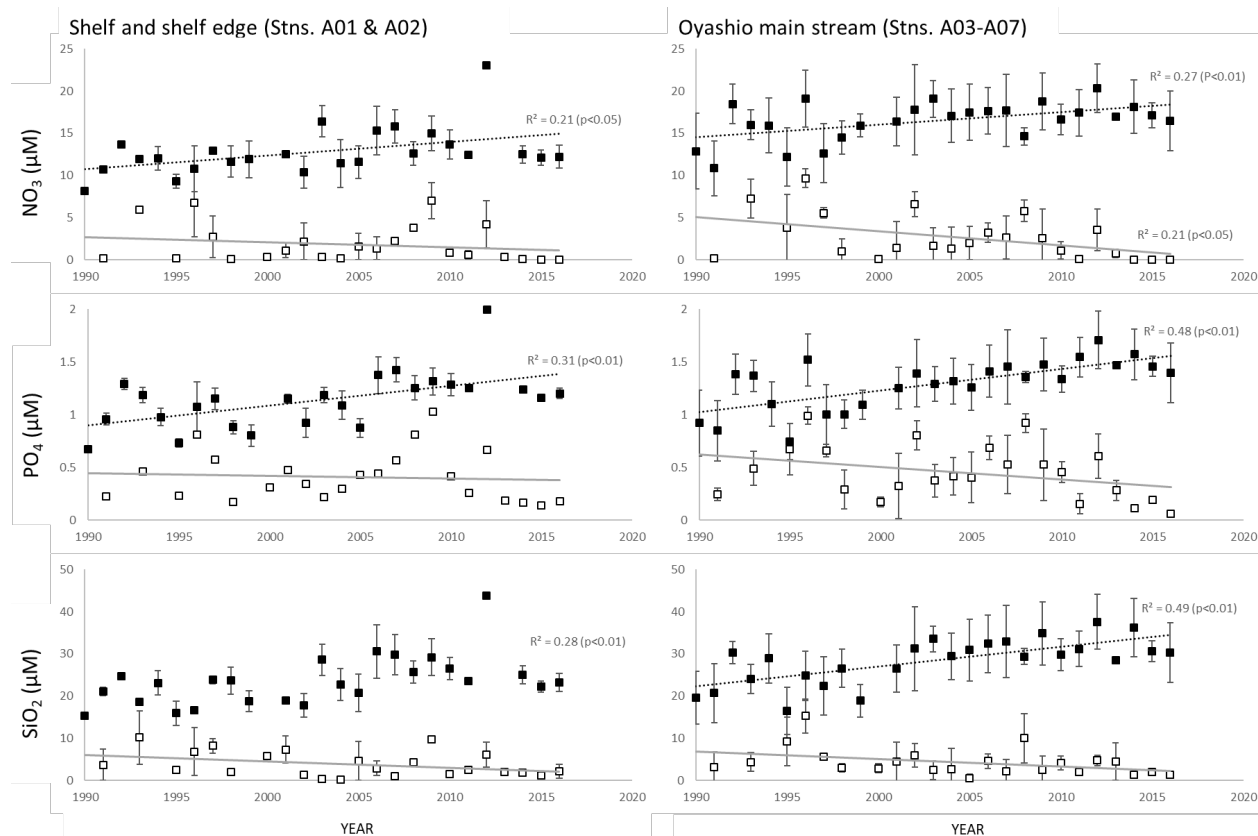 Shelf and shelf edge (Stns. A01 & A02)
Oyashio main stream (Stns. A03-A07)
NO3 (µM)
25
20
15
10
5
0
R² = 0.21 (p<0.05)
1990 1995 2000 2005 2010 2015 2020
25
20
15
10
5
0
R² = 0.27 (P<0.01)
R² = 0.21 (p<0.05)
1990 1995 2000 2005 2010 2015 2020
PO4 (µM)
2
1.5
1
0.5
0
R² = 0.31 (p<0.01)
1990 1995 2000 2005 2010 2015 2020
2
1.5
1
0.5
0
R² = 0.48 (p<0.01)
1990 1995 2000 2005 2010 2015 2020
SiO2 (µM)
50
40
30
20
10
0
R² = 0.28 (p<0.01)
1990 1995 2000 2005 2010 2015 2020
50
40
30
20
10
0
R² = 0.49 (p<0.01)
1990 1995 2000 2005 2010 2015 2020
YEAR
YEAR